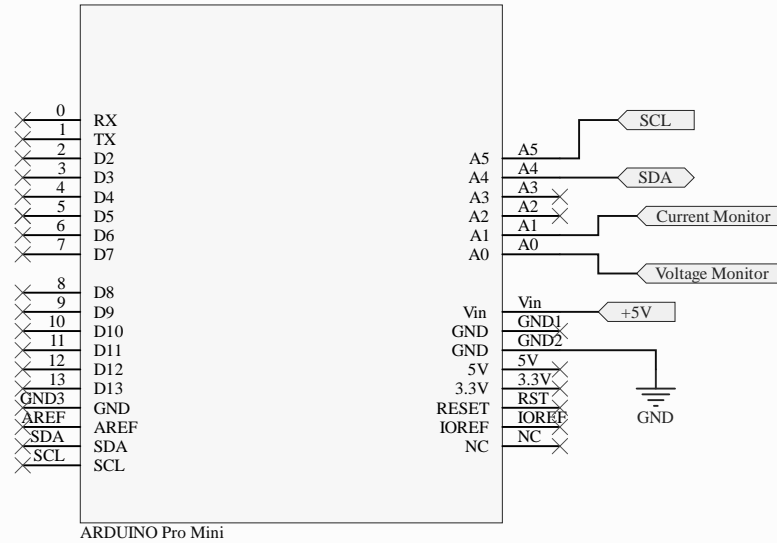 0 RX
1 TX
2 D2
3 D3
4 D4
5 D5
6 D6
7 D7
8 D8
9 D9
10 D10
11 D11
12 D12
13 D13
GND3 GND
AREF AREF
SDA SDA
SCL SCL
A5 A5 SCL
A4 A4 SDA
A3 A3
A2 A2
A1 A1 Current Monitor
A0 A0 Voltage Monitor
Vin Vin +5V
GND GND1
GND GND2
5V 5V
3.3V 3.3V
RESET RST
IOREF IOREF
NC NC
GND
ARDUINO Pro Mini